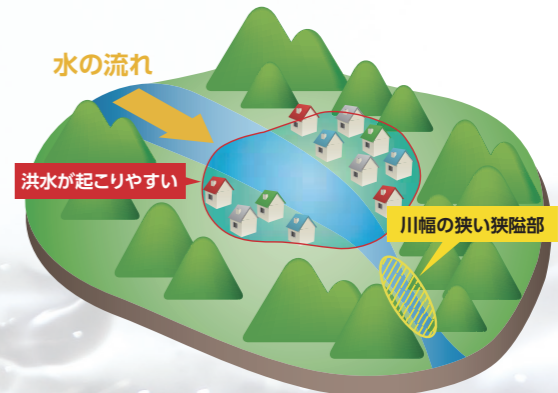 水の流れ
洪水が起こりやすい
川幅の狭い狭隘部